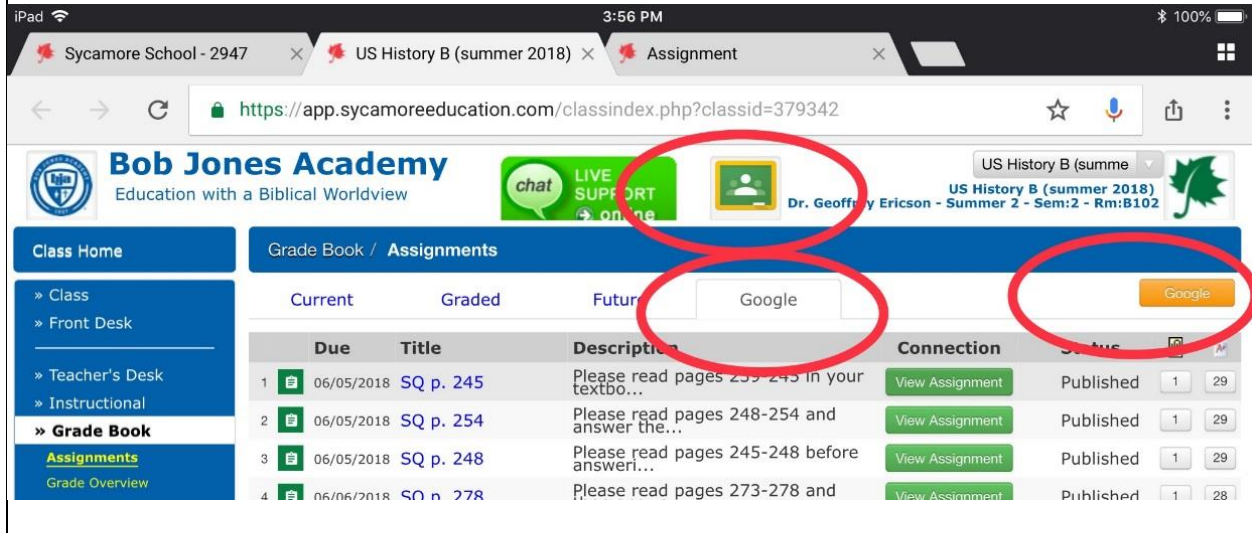 iPad 3:56 PM 100%
Sycamore School - 2947 US History B (summer 2018) Assignment
https://app.sycamoreeducation.com/classindex.php?classid=379342
Bob Jones Academy
Education with a Biblical Worldview
bja
chat LIVE SUPPORT online
US History B (summe
US History B (summer 2018)
Dr. Geoffrey Ericson - Summer 2 - Sem:2 - Rm:B102
Class Home
Grade Book / Assignments
» Class
» Front Desk
» Teacher's Desk
» Instructional
» Grade Book
Assignments
Grade Overview
Current Graded Future Google Google
Due Title Description Connection Status
1 06/05/2018 SQ p. 245 Please read pages 239-245 in your textbo... View Assignment Published 1 29
2 06/05/2018 SQ p. 254 Please read pages 248-254 and answer the... View Assignment Published 1 29
3 06/05/2018 SQ p. 248 Please read pages 245-248 before answeri... View Assignment Published 1 29
4 06/06/2018 SQ p. 278 Please read pages 273-278 and View Assignment Published 1 28